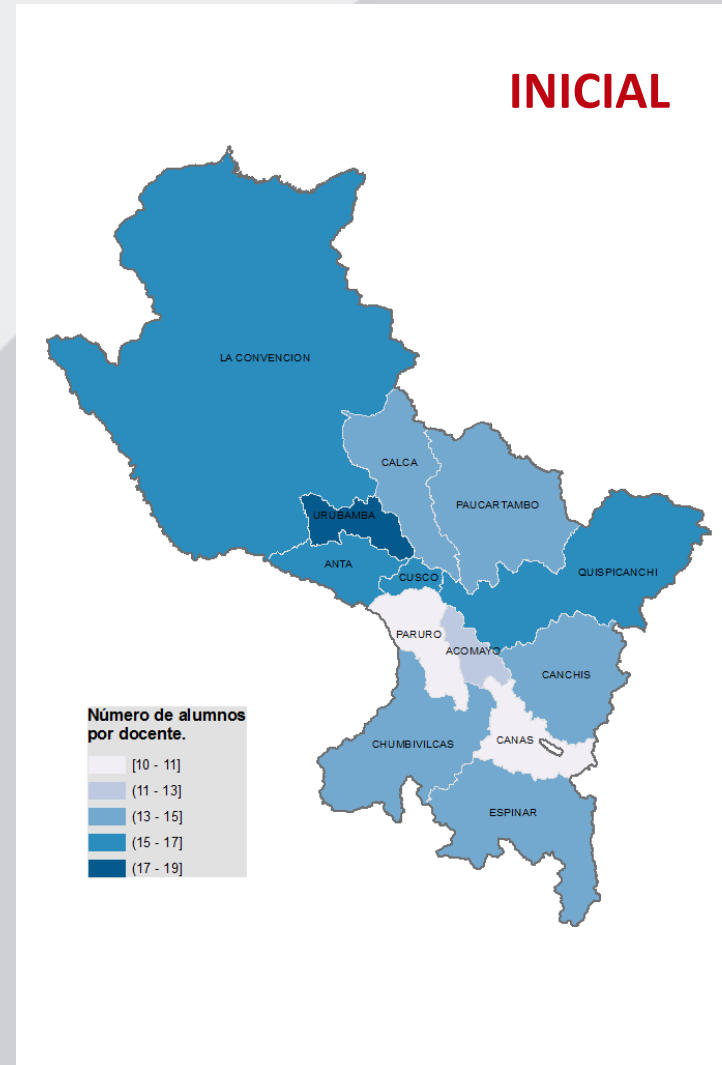 INICIAL
LA CONVENCION
CALCA
PAUCARTAMBO
URUBAMBA
ANTA
CUSCO
QUISPICANCHI
PARURO
ACOMAYO
CANCHIS
CHUMBIVILCAS
CANAS
ESPINAR
Número de alumnos
por docente.
[10 - 11]
(11 - 13]
(13 - 15]
(15 - 17]
(17 - 19]